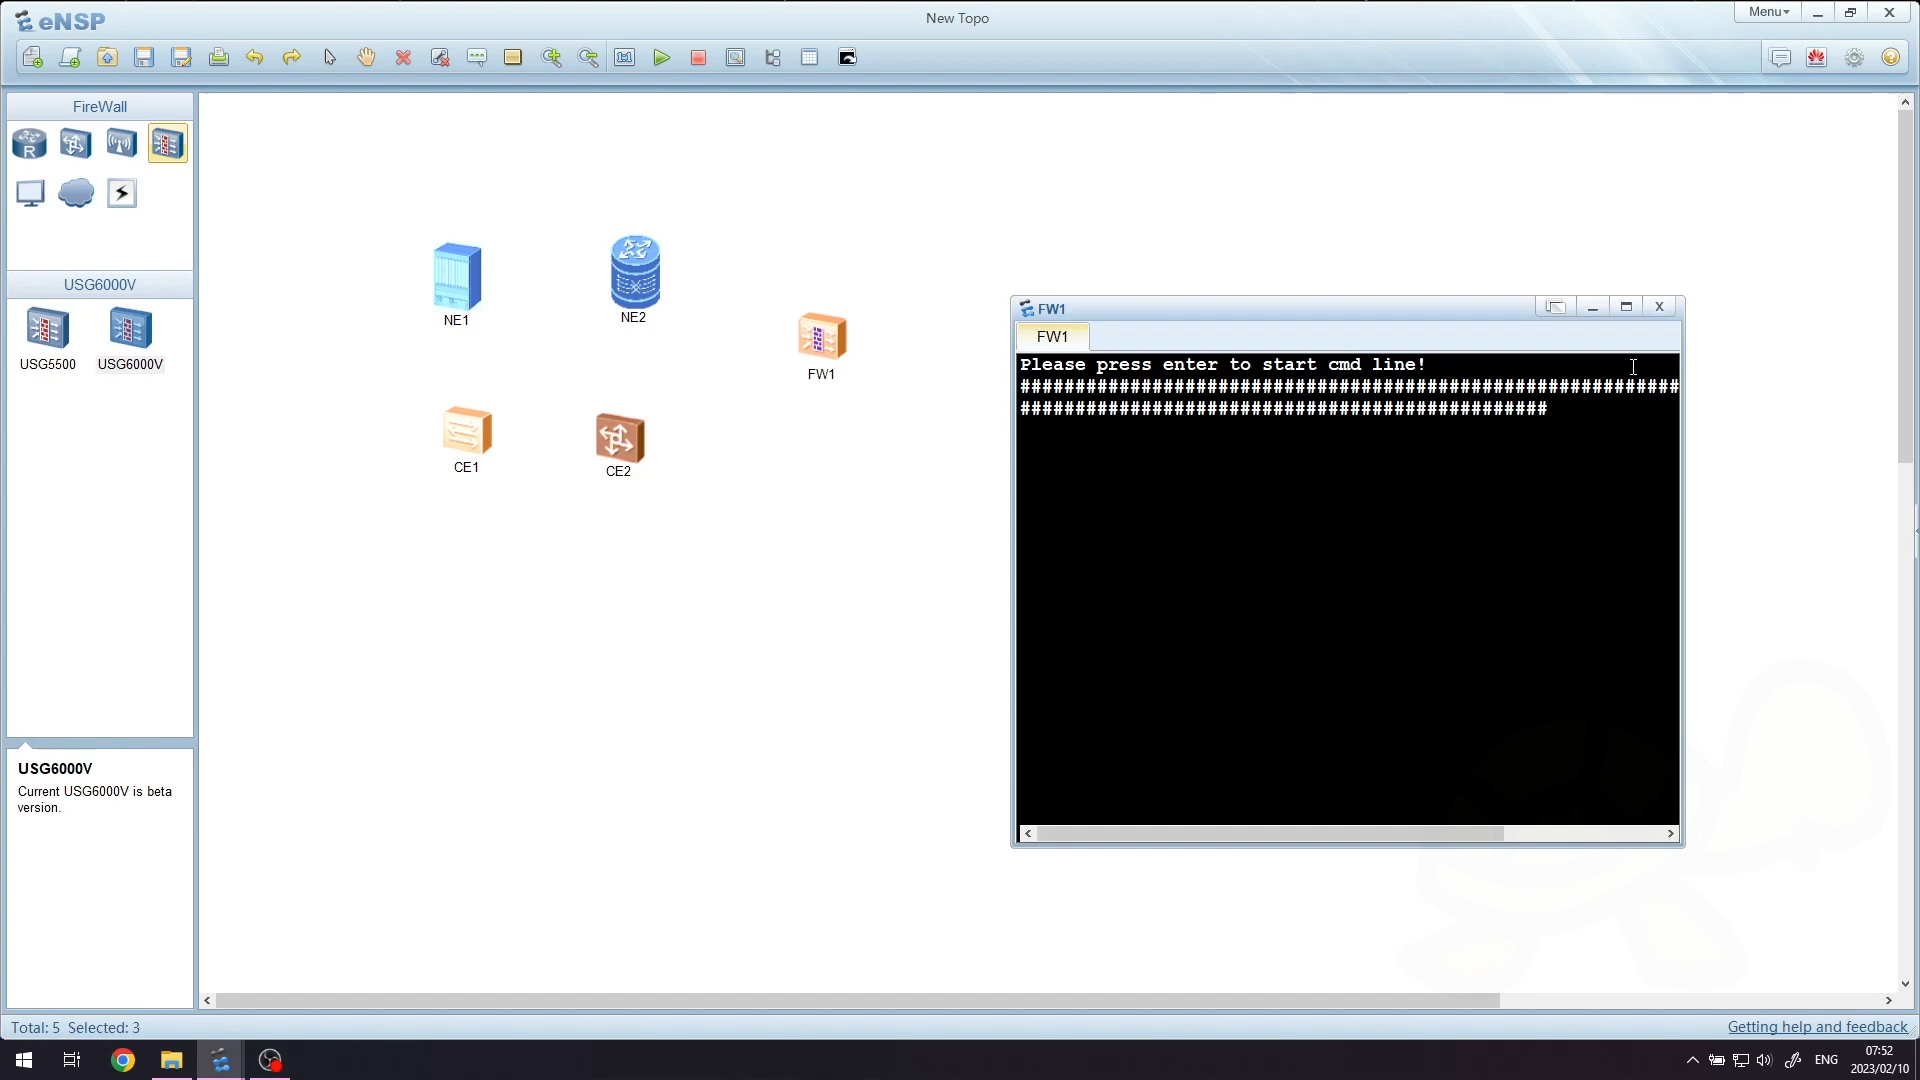 eNSP
New Topo
Menu
FireWall
R
USG6000V
USG5500
USG6000V
USG6000V
Current USG6000V is beta
version.
1:1
NE1
NE2
FW1
CE1
CE2
FW1
FW1
Please press enter to start cmd line!
############################################################
################################################
Total: 5 Selected: 3
Getting help and feedback
ENG
07:52
2023/02/10